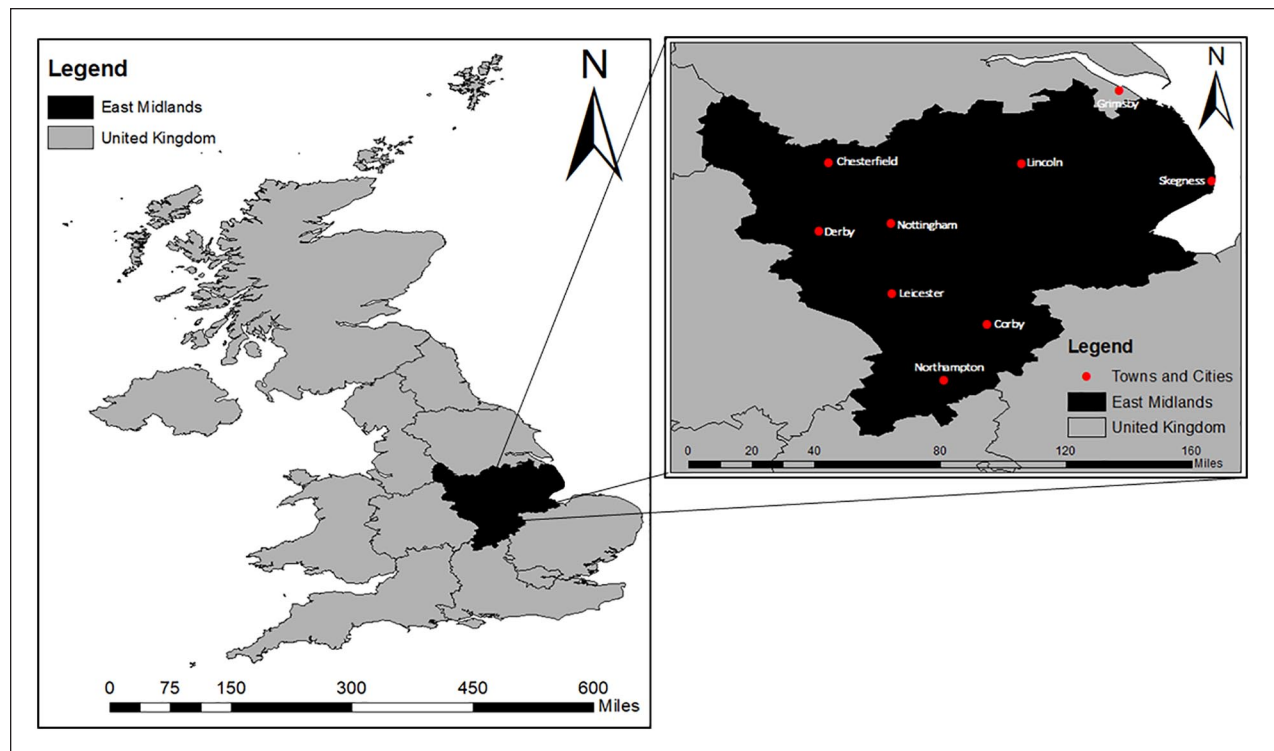 Legend
East Midlands
United Kingdom
N
0 75 150 300 450 600
Miles
N
Grimsby
Chesterfield
Lincoln
Skegness
Nottingham
Derby
Leicester
Corby
Northampton
Legend
Towns and Cities
East Midlands
United Kingdom
0 20 40 80 120 160
Miles